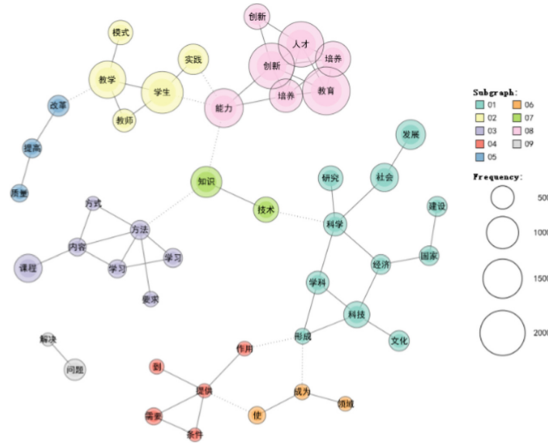 创新
人才
模式
实践
创新
培养
教学
学生
培养
教育
改革
能力
教师
Subgraph:
01
06
02
07
03
08
04
09
05
提高
发展
质量
知识
研究
社会
Frequency:
500
1000
1500
2000
方式
技术
建设
科学
方法
内容
学习
国家
课程
学习
经济
学科
要求
科技
解决
作用
形成
文化
问题
到
提供
成为
领域
需要
使
条件